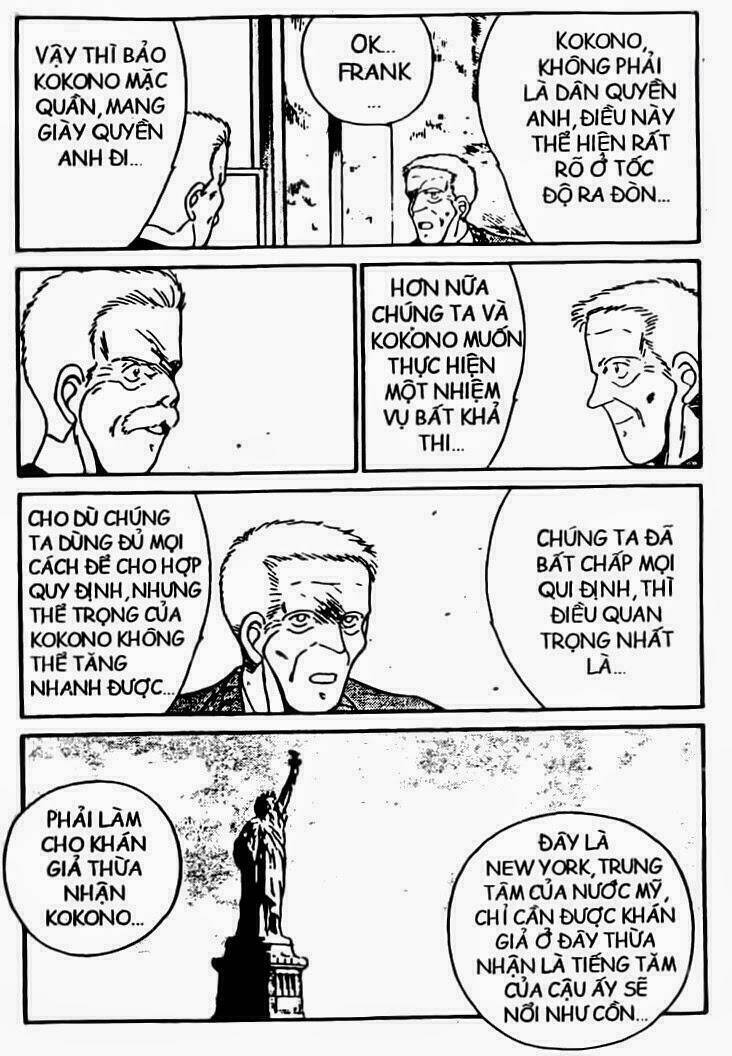 KOKONO,
KHÔNG PHẢI
LÀ DÂN QUYỀN
ANH, ĐIỀU NÀY
THỂ HIỆN RẤT
RÕ Ở TỐC
ĐỘ RA ĐÒN...
OK...
FRANK
...
VẬY THÌ BẢO
KOKONO MẶC
QUẦN, MANG
GIÀY QUYỀN
ANH ĐI...
HƠN NỮA
CHÚNG TA VÀ
KOKONO MUỐN
THỰC HIỆN
MỘT NHIỆM
VỤ BẤT KHẢ
THI...
CHÚNG TA ĐÃ
BẤT CHẤP MỌI
QUI ĐỊNH, THÌ
ĐIỀU QUAN
TRỌNG NHẤT
LÀ...
CHO DÙ CHÚNG
TA DÙNG ĐỦ MỌI
CÁCH ĐỂ CHO HỢP
QUY ĐỊNH, NHƯNG
THỂ TRỌNG CỦA
KOKONO KHÔNG
THỂ TĂNG
NHANH ĐƯỢC...
ĐÂY LÀ
NEW YORK, TRUNG
TÂM CỦA NƯỚC MỸ,
CHỈ CẦN ĐƯỢC KHÁN
GIẢ Ở ĐÂY THỪA
NHẬN LÀ TIẾNG TĂM
CỦA CẬU ẤY SẼ
NỔI NHƯ CỒN...
PHẢI LÀM
CHO KHÁN
GIẢ THỪA
NHẬN
KOKONO...